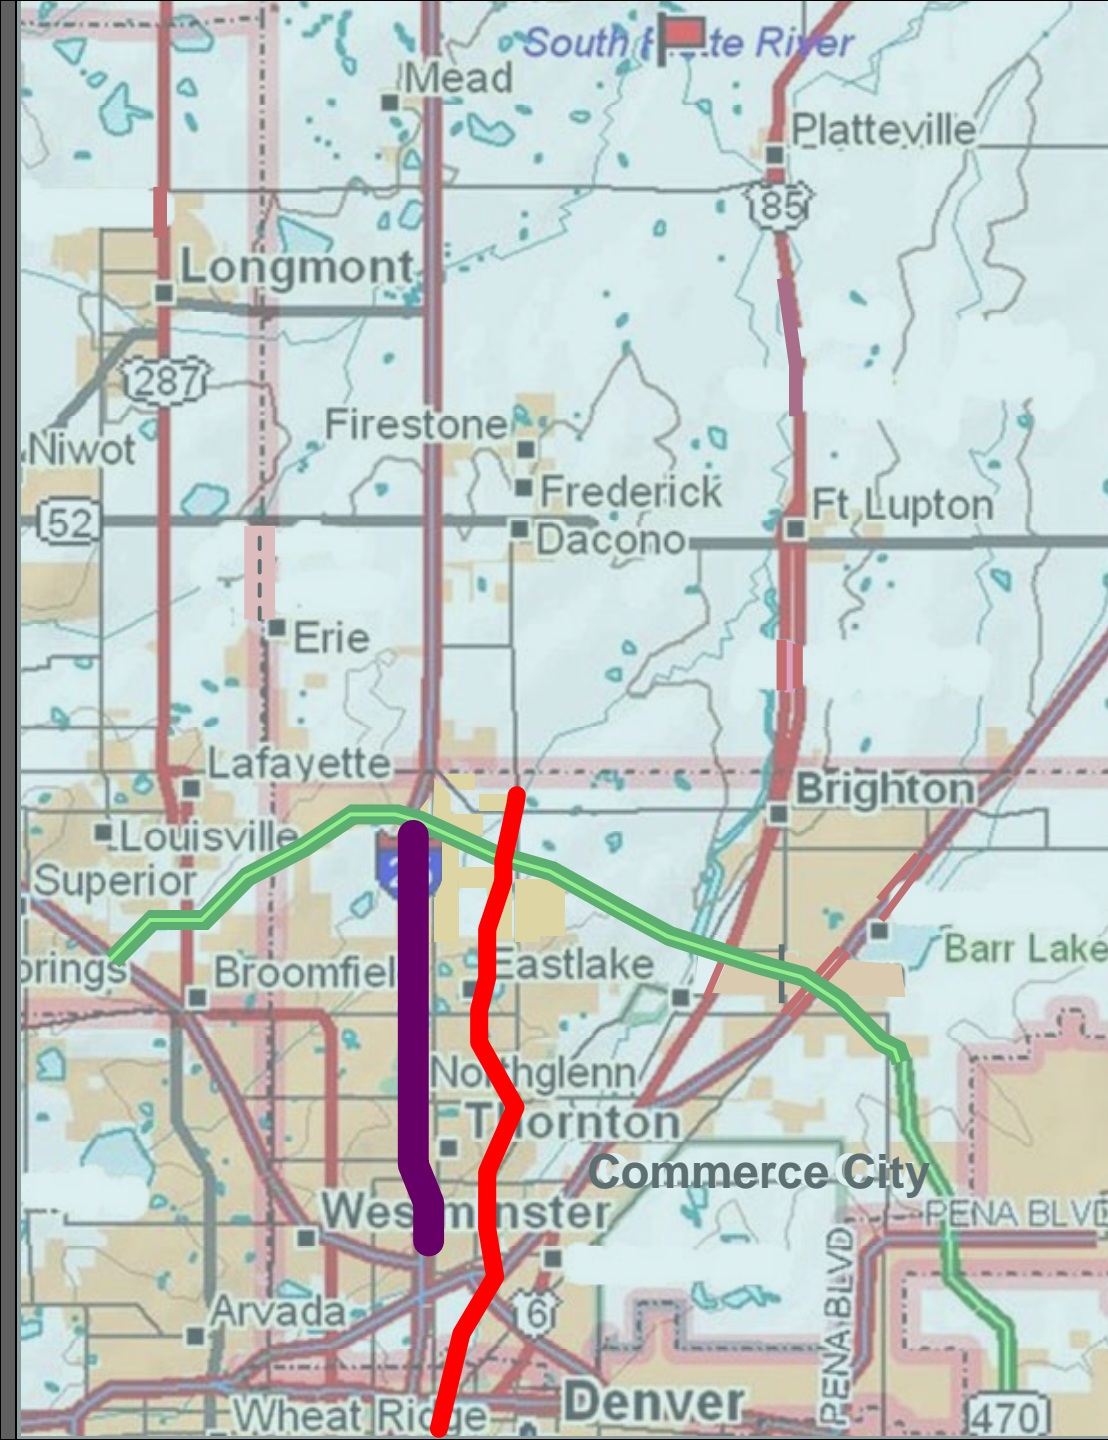 South Platte River
Mead
Platteville
85
Longmont
287
Firestone
Niwot
Frederick
52
Ft Lupton
Dacono
Erie
Lafayette
Brighton
Louisville
Superior
Barr Lake
Eastlake
prings
Broomfiel
Northglenn
Thornton
Commerce City
Westminster
PENA BLVD
PENA BLVD
Arvada
6
Denver
Wheat Ridge
470